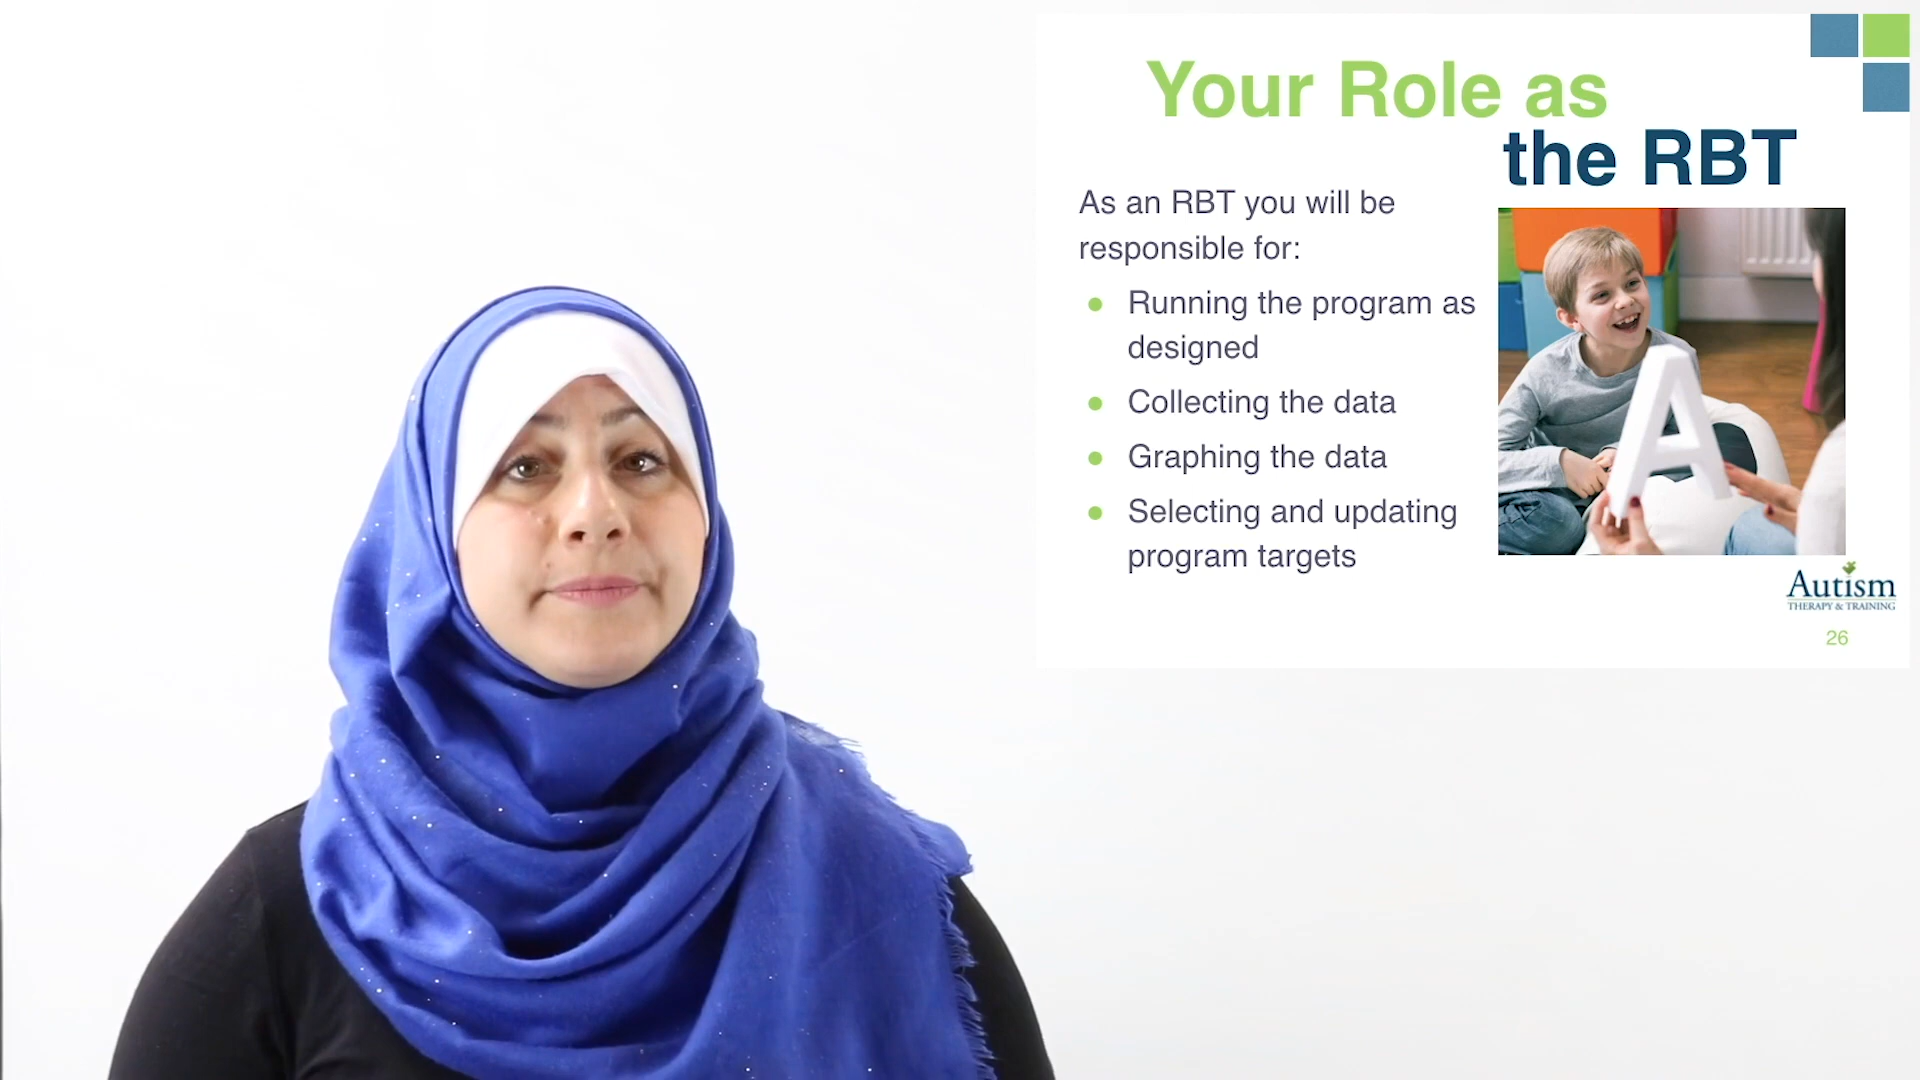 Your Role as
the RBT
As an RBT you will be
responsible for:
● Running the program as
designed
● Collecting the data
● Graphing the data
● Selecting and updating
program targets
A
Autism
THERAPY & TRAINING
26